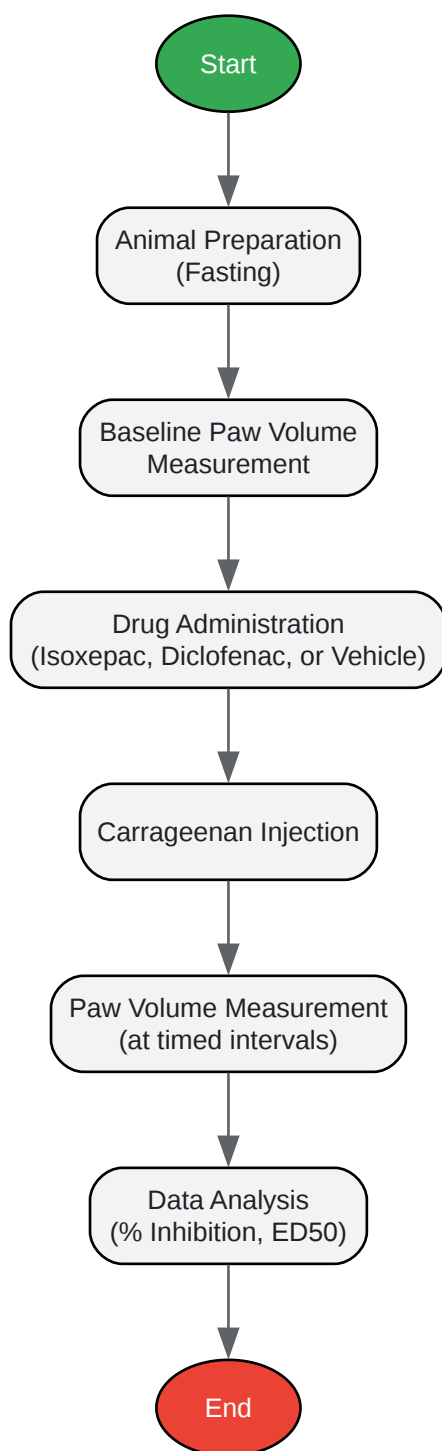 Start
Animal Preparation
(Fasting)
Baseline Paw Volume
Measurement
Drug Administration
(Isoxepac, Diclofenac, or Vehicle)
Carrageenan Injection
Paw Volume Measurement
(at timed intervals)
Data Analysis
(% Inhibition, ED50)
End